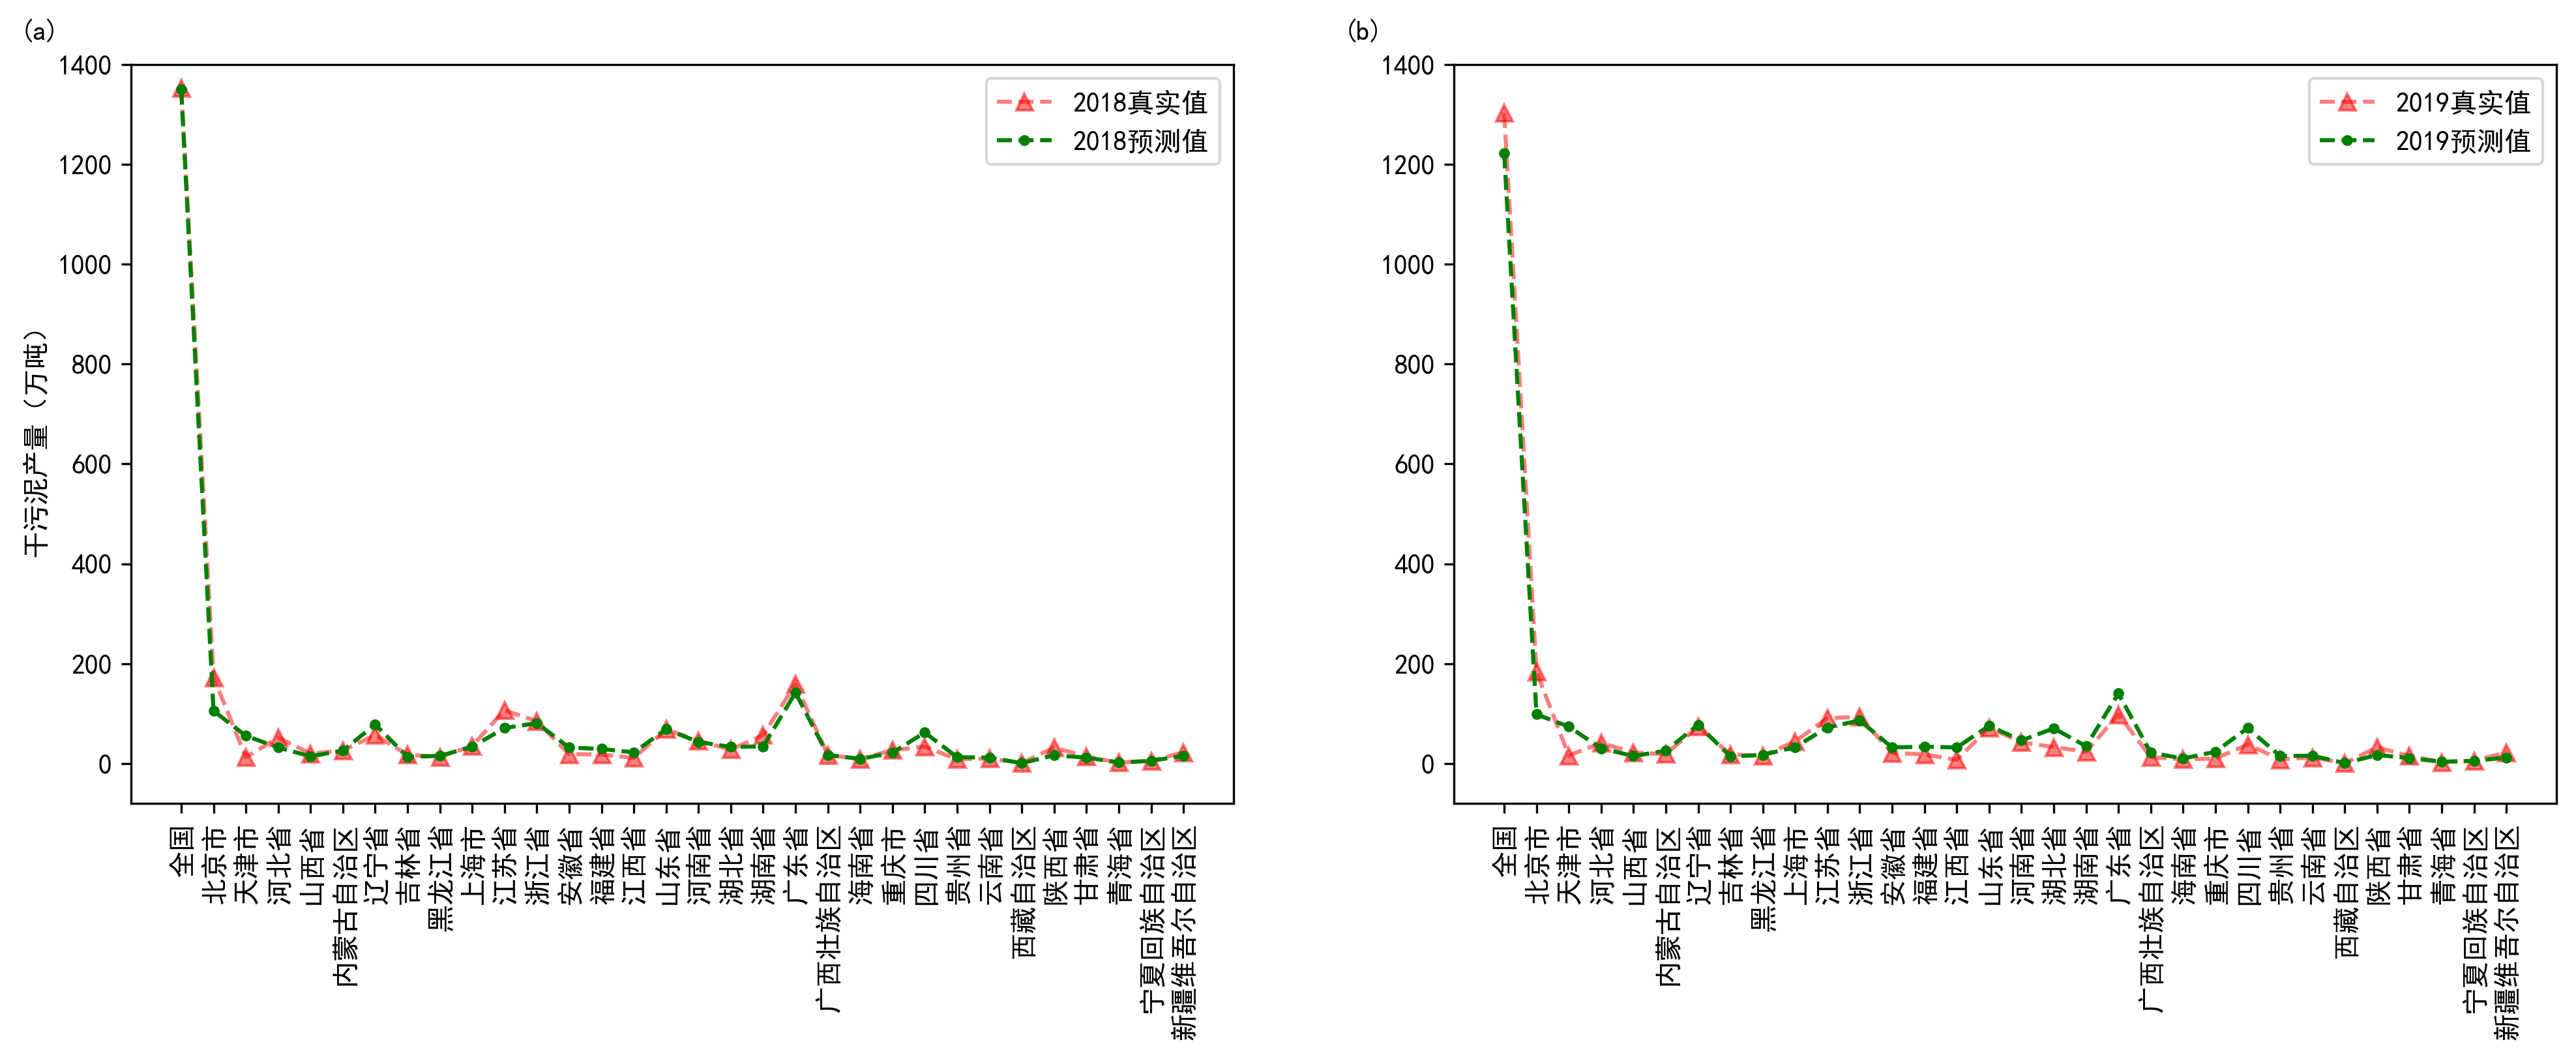 (a)
干污泥产量（万吨）
1400
1200
1000
800
600
400
200
0
2018真实值
2018预测值
全国
北京市
天津市
河北省
山西省
内蒙古自治区
辽宁省
吉林省
黑龙江省
上海市
江苏省
浙江省
安徽省
福建省
江西省
山东省
河南省
湖北省
湖南省
广东省
广西壮族自治区
海南省
重庆市
四川省
贵州省
云南省
西藏自治区
陕西省
甘肃省
青海省
宁夏回族自治区
新疆维吾尔自治区
(b)
1400
1200
1000
800
600
400
200
0
2019真实值
2019预测值
全国
北京市
天津市
河北省
山西省
内蒙古自治区
辽宁省
吉林省
黑龙江省
上海市
江苏省
浙江省
安徽省
福建省
江西省
山东省
河南省
湖北省
湖南省
广东省
广西壮族自治区
海南省
重庆市
四川省
贵州省
云南省
西藏自治区
陕西省
甘肃省
青海省
宁夏回族自治区
新疆维吾尔自治区